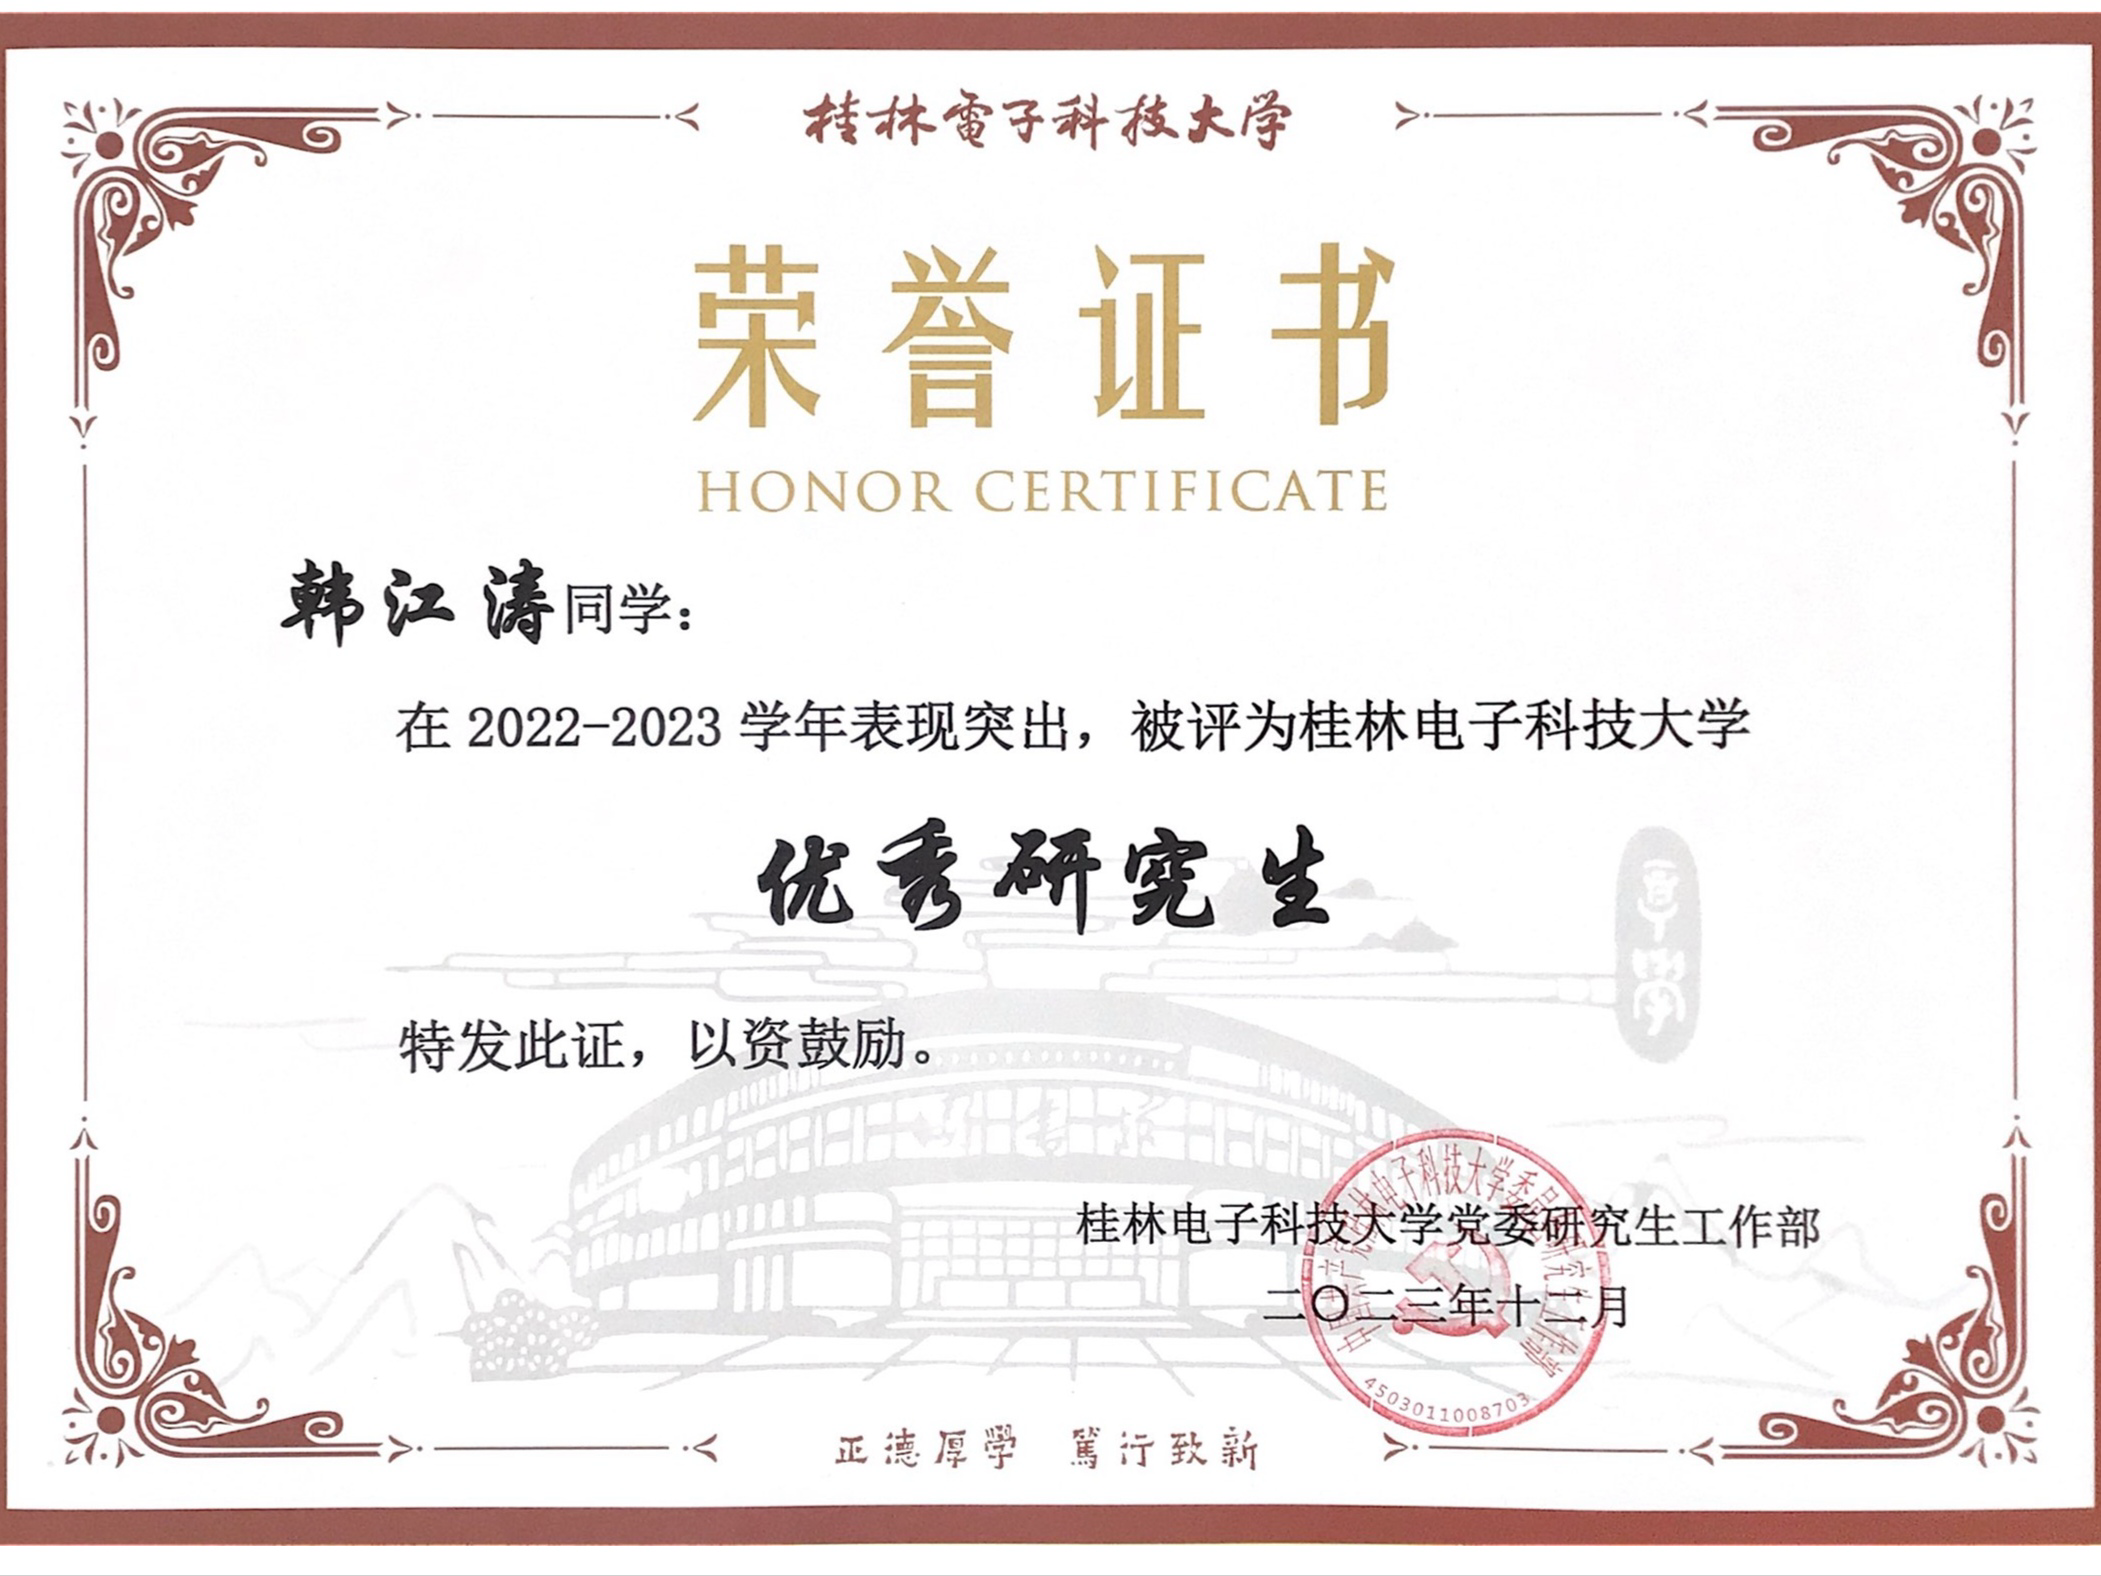 桂林電子科技大学
荣誉证书
HONOR CERTIFICATE
韩江涛同学：
在 2022-2023 学年表现突出，被评为桂林电子科技大学
优秀研究生
特发此证，以资鼓励。
桂林电子科技大学党委研究生工作部
二〇二三年十二月
4503011008703
正德厚學 篤行致新